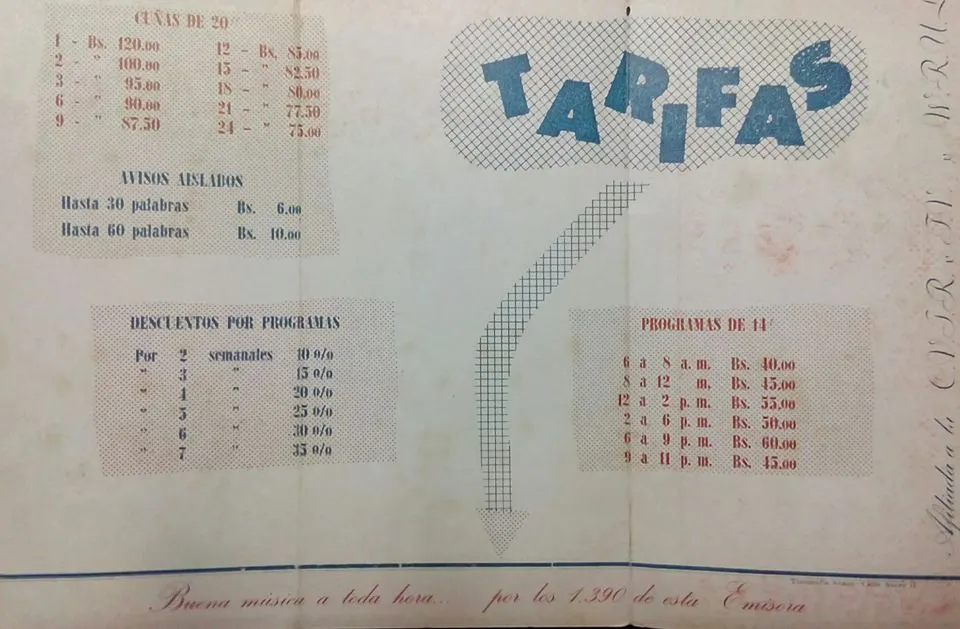 CUÑAS DE 20
1 - Bs. 120.00
2 - " 100.00
3 - " 95.00
6 - " 90.00
9 - " 87.50
12 - Bs. 85.00
15 - " 82.50
18 - " 80.00
21 - " 77.50
24 - " 75.00
AVISOS AISLADOS
Hasta 30 palabras Bs. 6.00
Hasta 60 palabras Bs. 10.00
TARIFAS
DESCUENTOS POR PROGRAMAS
Por 2 semanales 10 o/o
" 3 " 15 o/o
" 4 " 20 o/o
" 5 " 25 o/o
" 6 " 30 o/o
" 7 " 35 o/o
PROGRAMAS DE 14'
6 a 8 a. m. Bs. 40.00
8 a 12 m. Bs. 45.00
12 a 2 p. m. Bs. 55.00
2 a 6 p. m. Bs. 50.00
6 a 9 p. m. Bs. 60.00
9 a 11 p. m. Bs. 45.00
Afiliada a la
Buena música a toda hora... por los 1.390 de esta Emisora